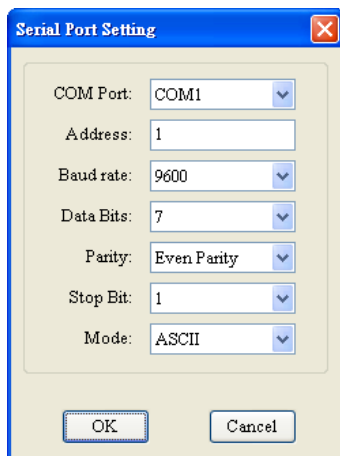 Serial Port Setting
COM Port: COM1
Address: 1
Baud rate: 9600
Data Bits: 7
Parity: Even Parity
Stop Bit: 1
Mode: ASCII
OK Cancel